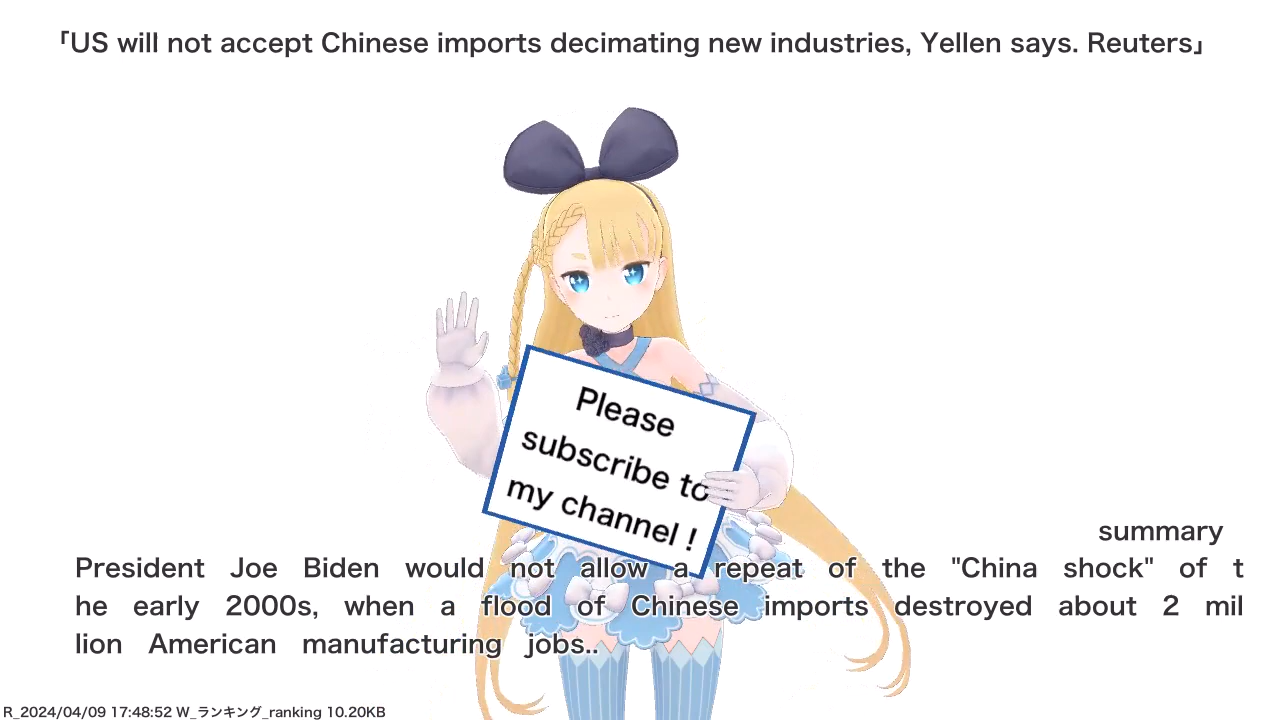 「US will not accept Chinese imports decimating new industries, Yellen says. Reuters」
Please
subscribe to
my channel !
summary
President Joe Biden would not allow a repeat of the "China shock" of t
he early 2000s, when a flood of Chinese imports destroyed about 2 mil
lion American manufacturing jobs..
R_2024/04/09 17:48:52 W_ランキング_ranking 10.20KB